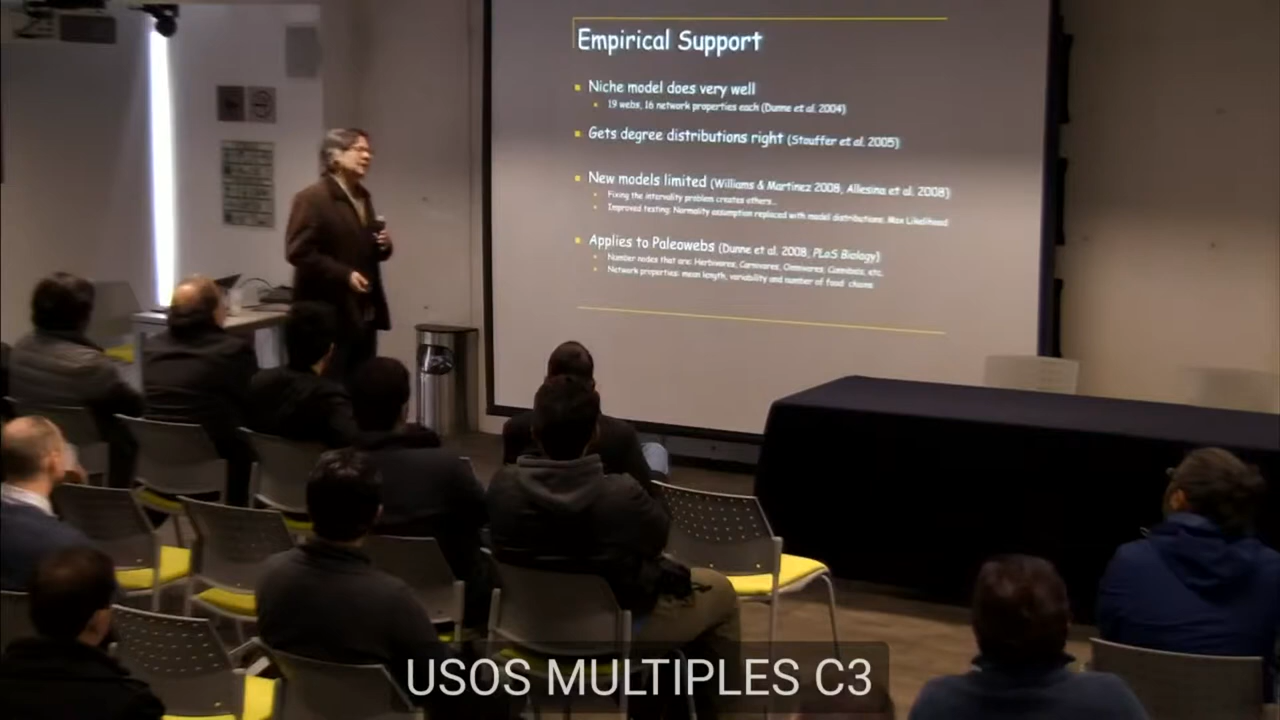 Empirical Support
Niche model does very well
19 webs, 16 network properties each (Dunne et al. 2004)
Gets degree distributions right (Stouffer et al. 2005)
New models limited (Williams & Martinez 2008, Allesina et al. 2008)
Fixing the intervality problem creates others...
Improved testing: Normality assumption replaced with model distributions: Max Likelihood
Applies to Paleowebs (Dunne et al. 2008, PLoS Biology)
Number nodes that are: Herbivores, Carnivores, Omnivores, Cannibals, etc.
Network properties: mean length, variability and number of food chains
USOS MULTIPLES C3